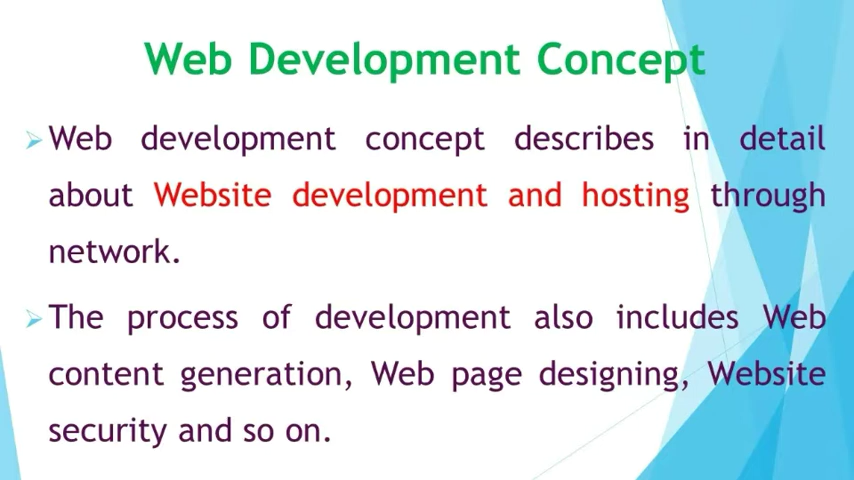 Web Development Concept
Web development concept describes in detail
about Website development and hosting through
network.
The process of development also includes Web
content generation, Web page designing, Website
security and so on.